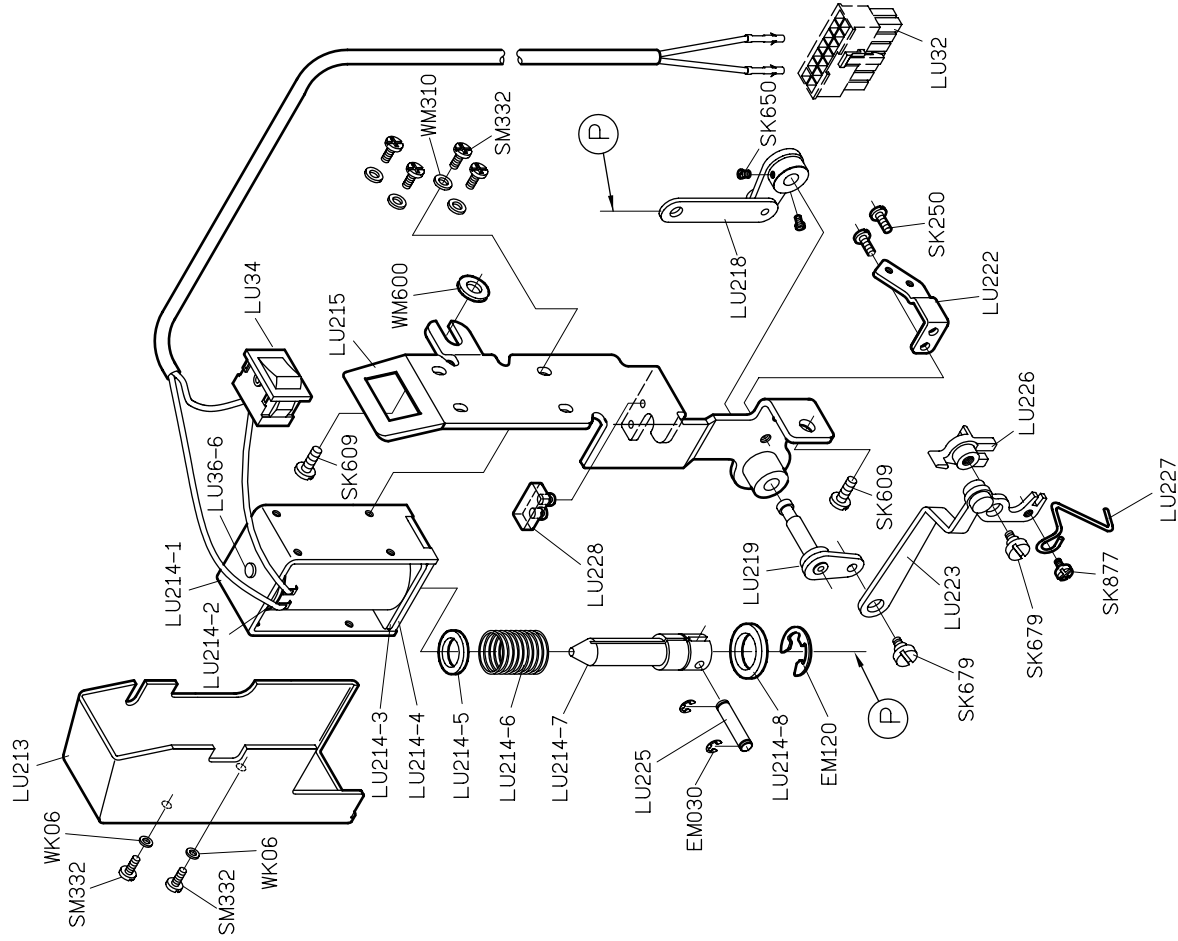 LU213
WK06
SM332
WK06
SM332
LU214-1
LU36-6
LU214-2
LU214-3
LU214-4
LU214-5
LU214-6
LU214-7
LU225
EM030
LU214-8
EM120
P
LU34
LU215
SK609
WM600
WM310
SM332
LU228
LU219
SK609
LU223
SK679
SK679
SK877
LU227
LU226
LU222
SK250
LU218
P
SK650
LU32